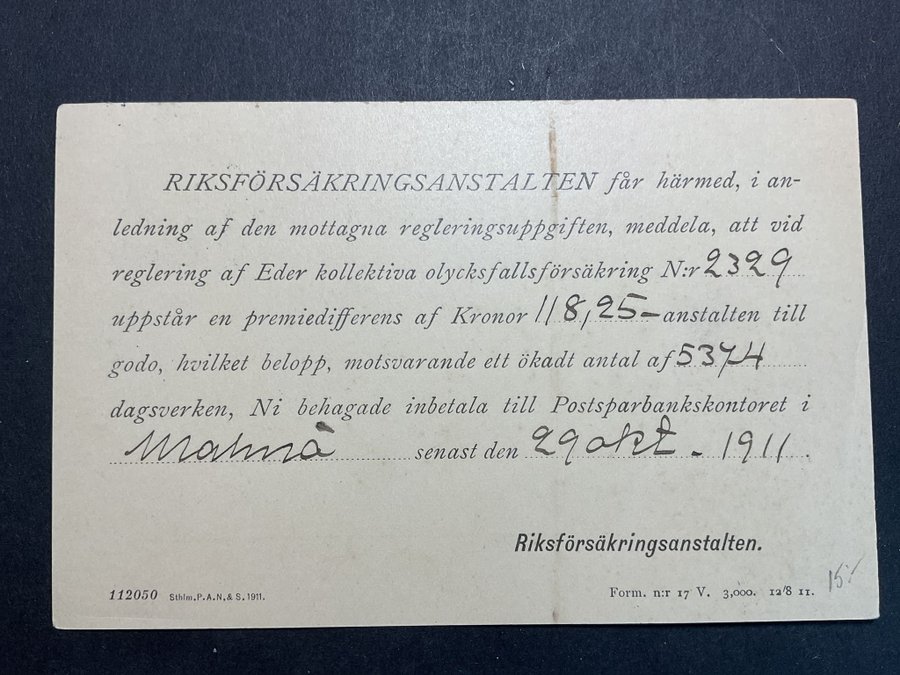 RIKSFÖRSÄKRINGSANSTALTEN får härmed, i an-
ledning af den mottagna regleringsuppgiften, meddela, att vid
reglering af Eder kollektiva olycksfallsförsäkring N:r 2329
uppstår en premiedifferens af Kronor 118,25— anstalten till
godo, hvilket belopp, motsvarande ett ökadt antal af 5374
dagsverken, Ni behagade inbetala till Postsparbankskontoret i
Malmö senast den 29 okt. 1911.
Riksförsäkringsanstalten.
112050 Sthlm.P.A.N.& S. 1911. Form. n:r 17 V. 3,000. 12/8 11.
15:-